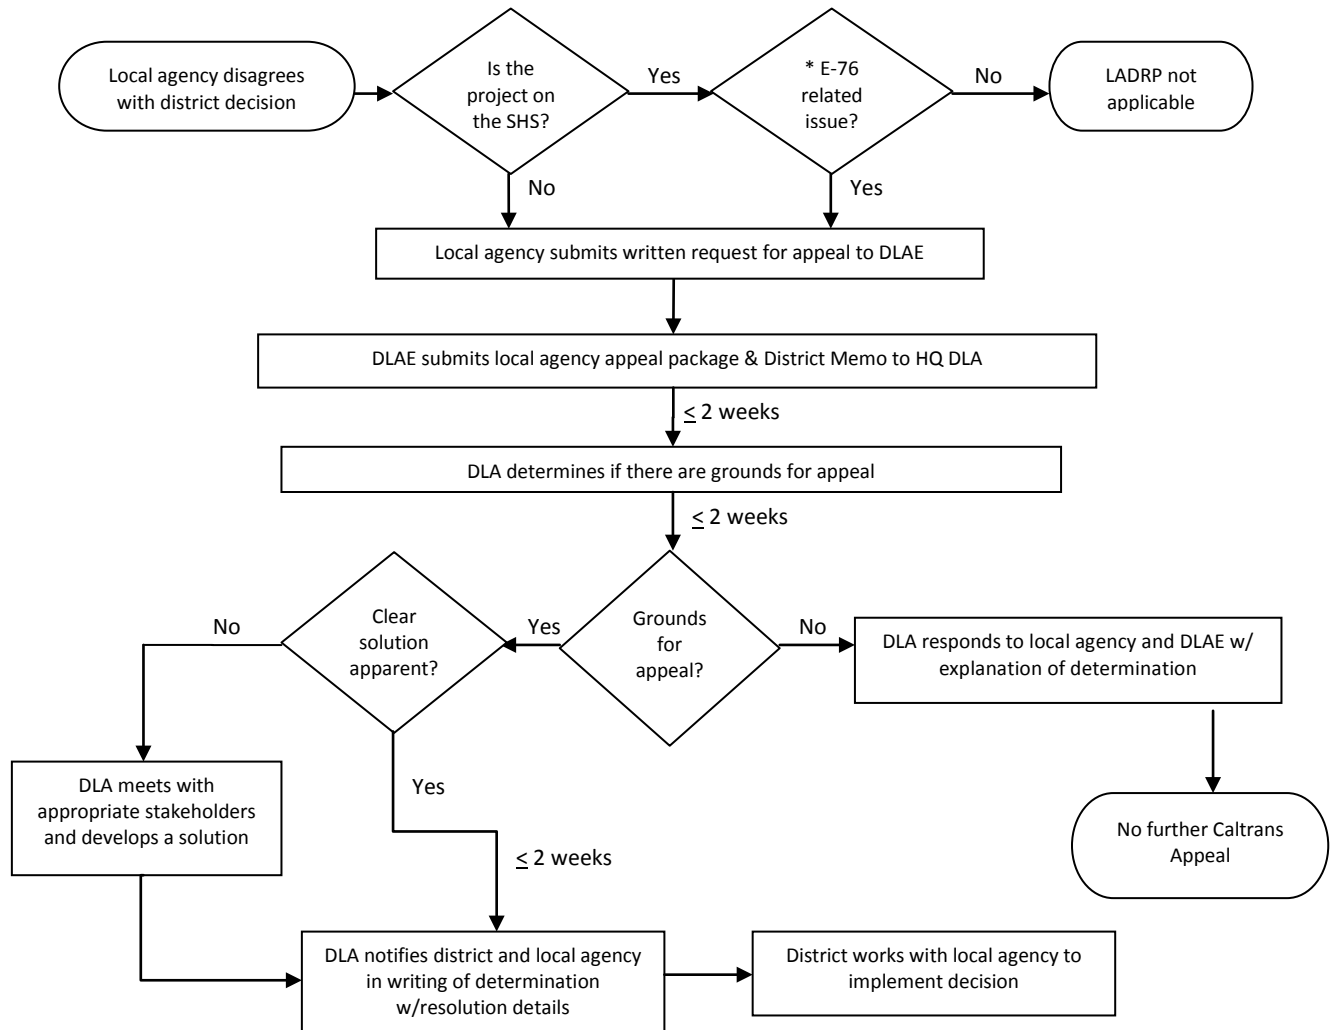 Local agency disagrees
with district decision
Is the
project on
the SHS?
Yes
* E-76
related
issue?
No
LADRP not
applicable
No
Yes
Local agency submits written request for appeal to DLAE
DLAE submits local agency appeal package & District Memo to HQ DLA
≤ 2 weeks
DLA determines if there are grounds for appeal
≤ 2 weeks
No
Clear
solution
apparent?
Yes
Grounds
for
appeal?
No
DLA responds to local agency and DLAE w/
explanation of determination
DLA meets with
appropriate stakeholders
and develops a solution
Yes
≤ 2 weeks
No further Caltrans
Appeal
DLA notifies district and local agency
in writing of determination
w/resolution details
District works with local agency to
implement decision